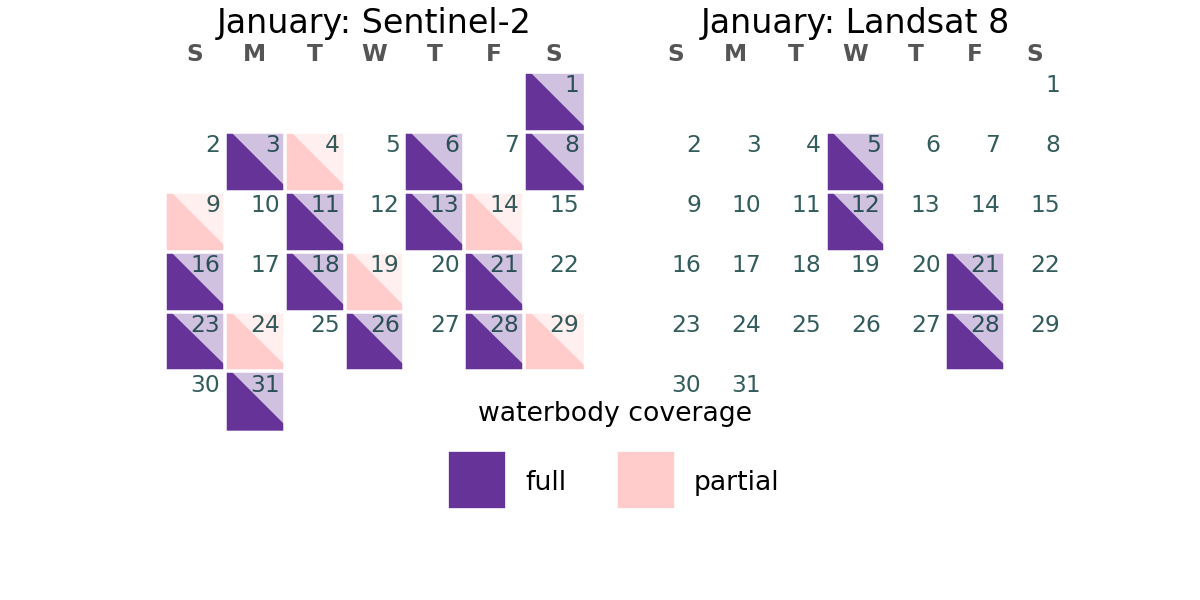 January: Sentinel-2
S M T W T F S
1
2 3 4 5 6 7 8
9 10 11 12 13 14 15
16 17 18 19 20 21 22
23 24 25 26 27 28 29
30 31
January: Landsat 8
S M T W T F S
1
2 3 4 5 6 7 8
9 10 11 12 13 14 15
16 17 18 19 20 21 22
23 24 25 26 27 28 29
30 31
waterbody coverage
full
partial